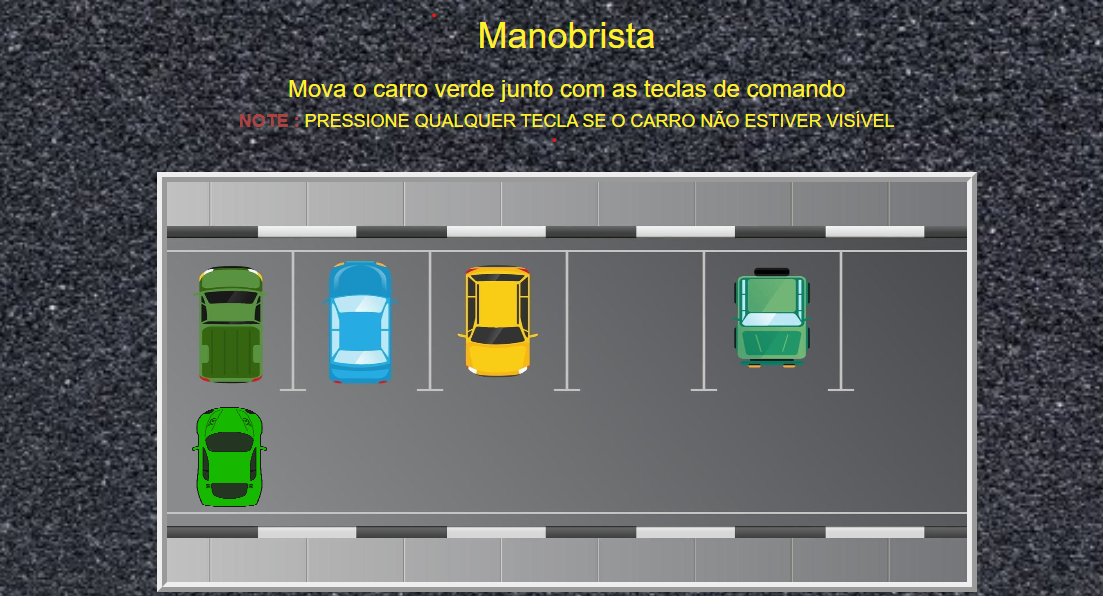 Manobrista
Mova o carro verde junto com as teclas de comando
NOTE : PRESSIONE QUALQUER TECLA SE O CARRO NÃO ESTIVER VISÍVEL